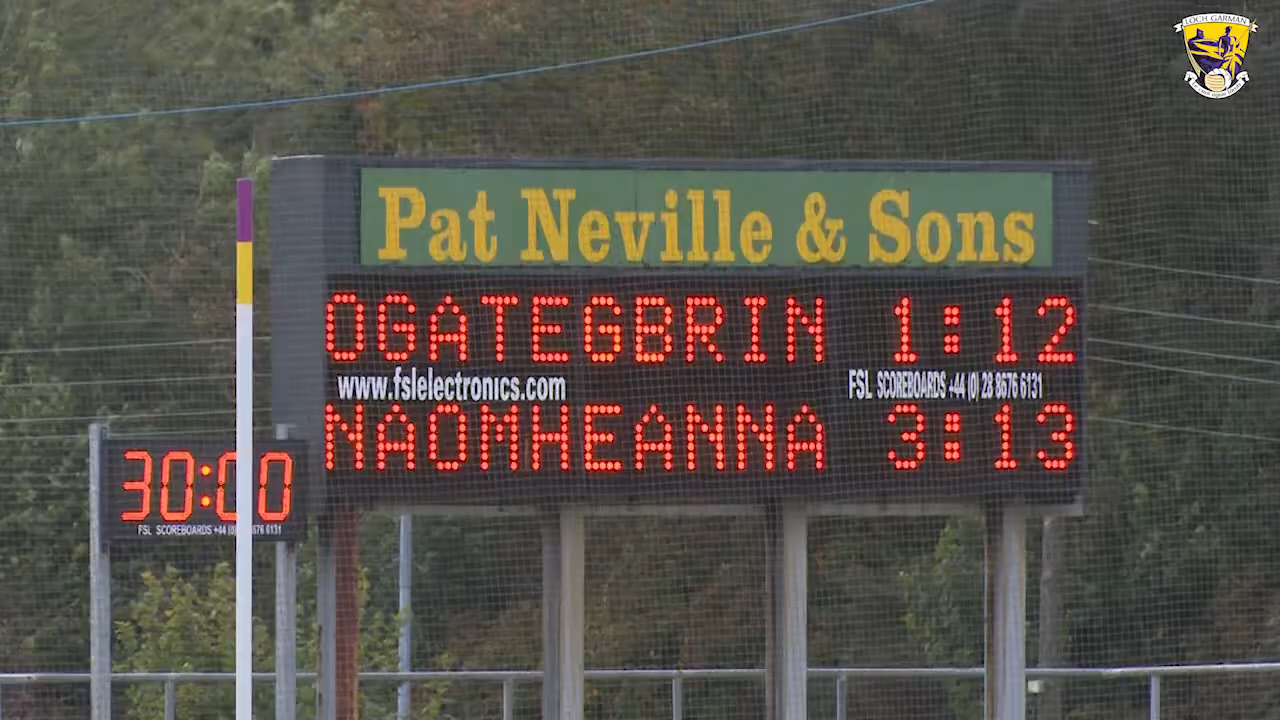 LOCH GARMAN
Pat Neville & Sons
OGATEGBRIN 1:12
www.fslelectronics.com FSL SCOREBOARDS +44 (0) 28 8676 6131
NAOMHEANNA 3:13
30:00
FSL SCOREBOARDS +44 (0) 8676 6131